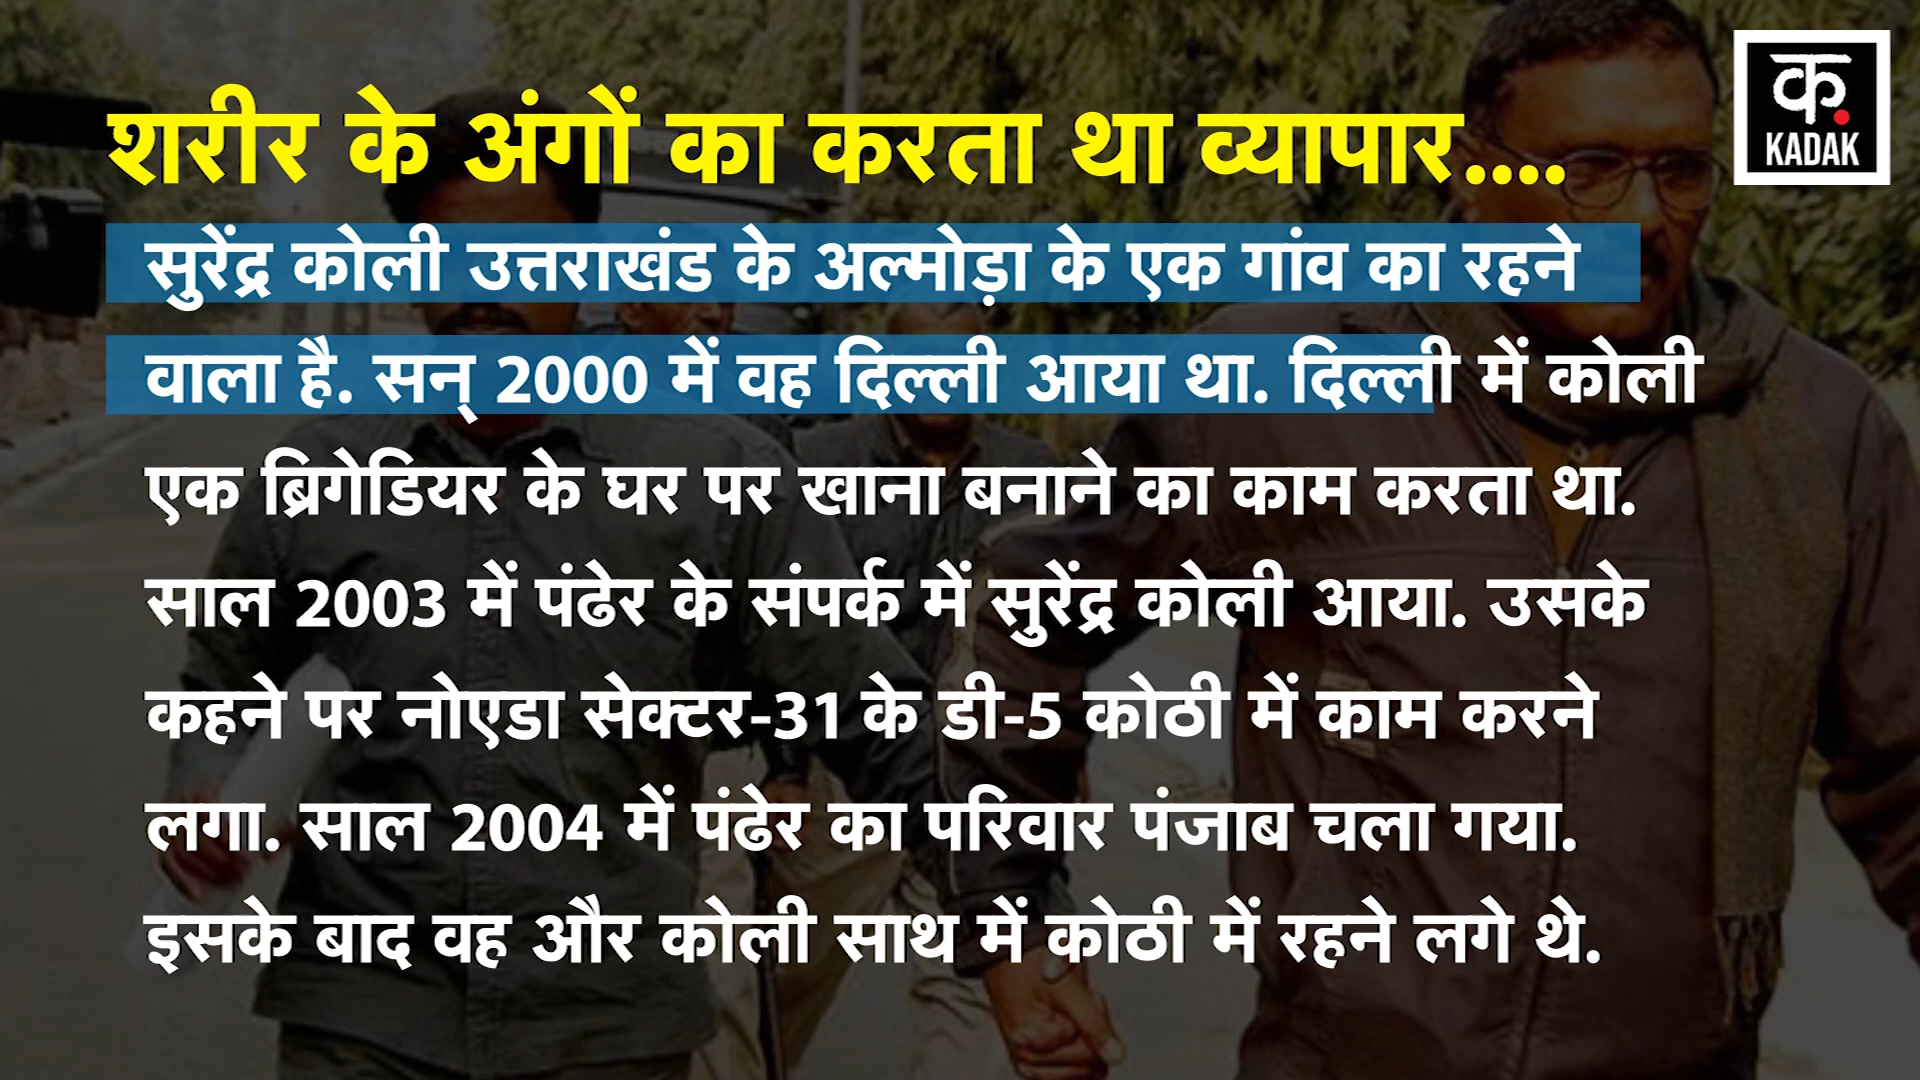 शरीर के अंगों का करता था व्यापार....
क
KADAK
सुरेंद्र कोली उत्तराखंड के अल्मोड़ा के एक गांव का रहने
वाला है. सन् 2000 में वह दिल्ली आया था. दिल्ली में कोली
एक ब्रिगेडियर के घर पर खाना बनाने का काम करता था.
साल 2003 में पंढेर के संपर्क में सुरेंद्र कोली आया. उसके
कहने पर नोएडा सेक्टर-31 के डी-5 कोठी में काम करने
लगा. साल 2004 में पंढेर का परिवार पंजाब चला गया.
इसके बाद वह और कोली साथ में कोठी में रहने लगे थे.